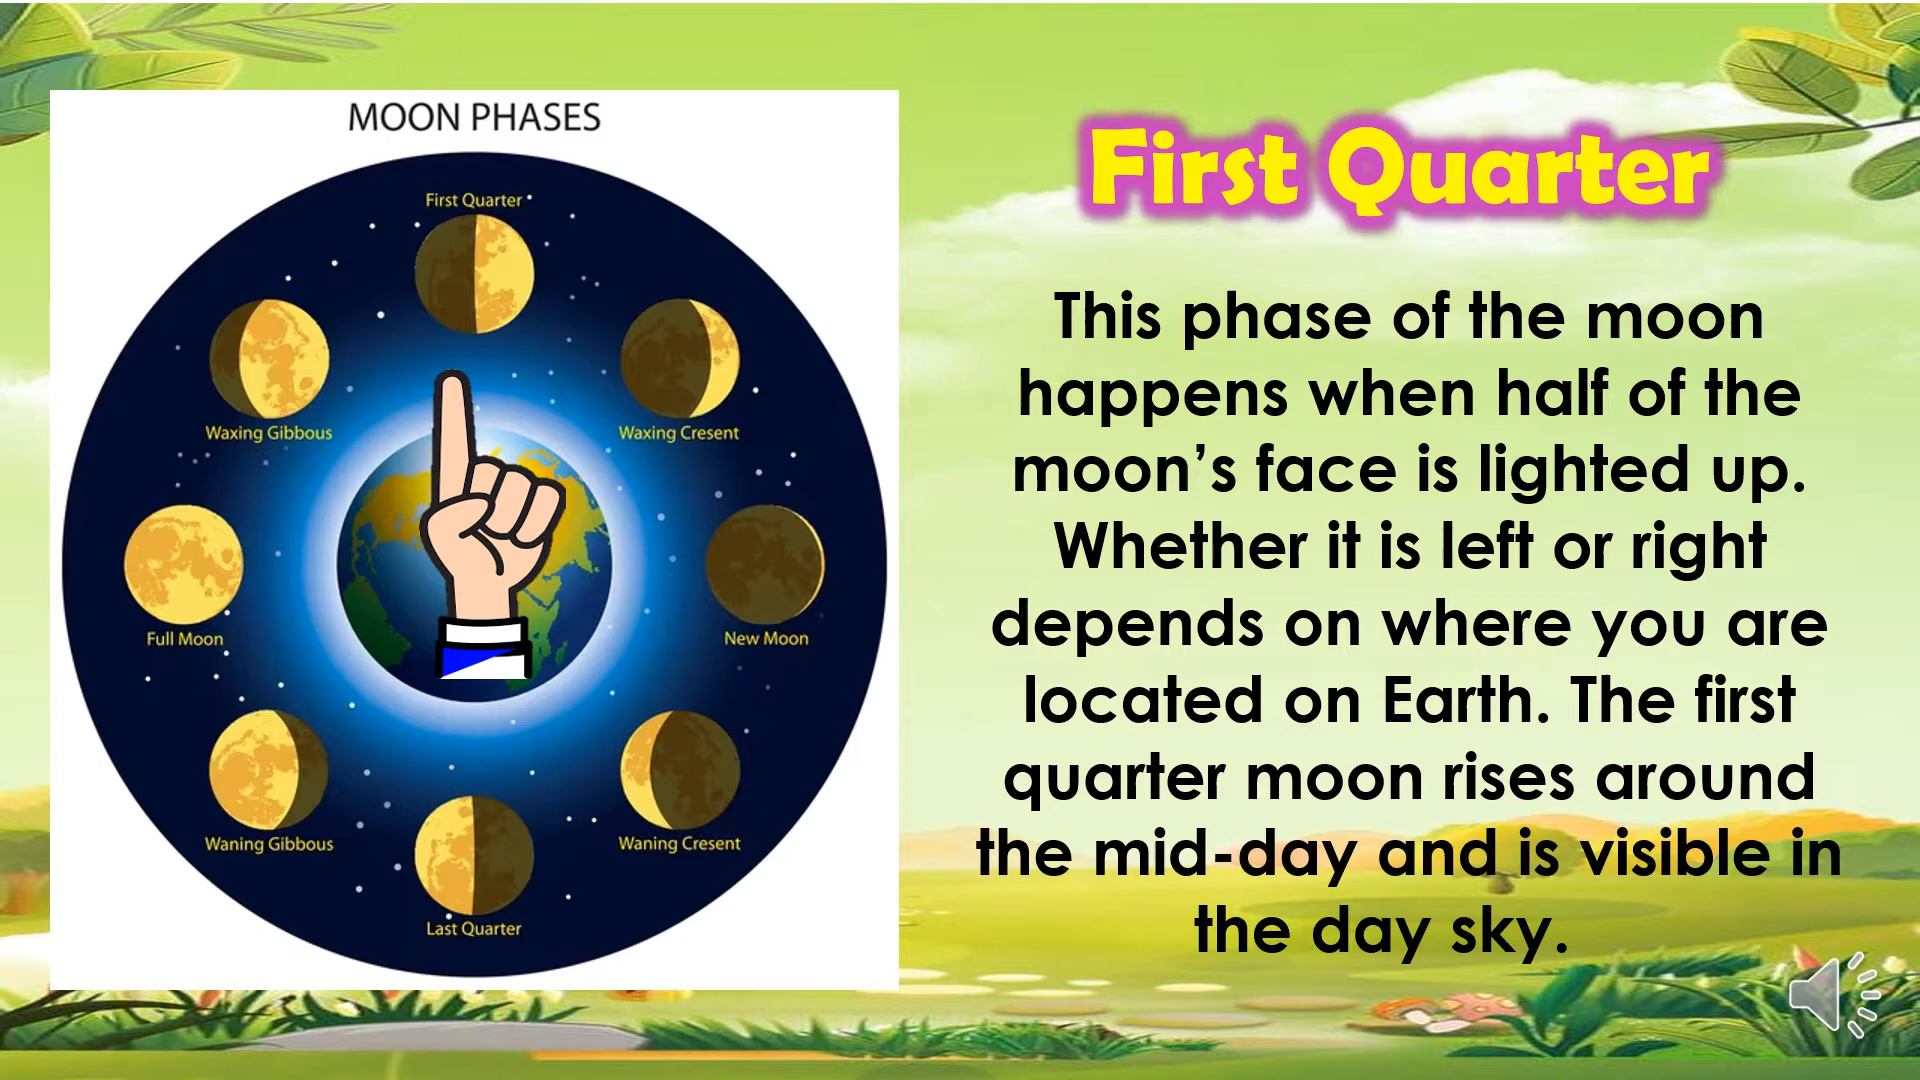 MOON PHASES
First Quarter
Waxing Gibbous
Waxing Cresent
Full Moon
New Moon
Waning Gibbous
Waning Cresent
Last Quarter
First Quarter
This phase of the moon
happens when half of the
moon’s face is lighted up.
Whether it is left or right
depends on where you are
located on Earth. The first
quarter moon rises around
the mid-day and is visible in
the day sky.